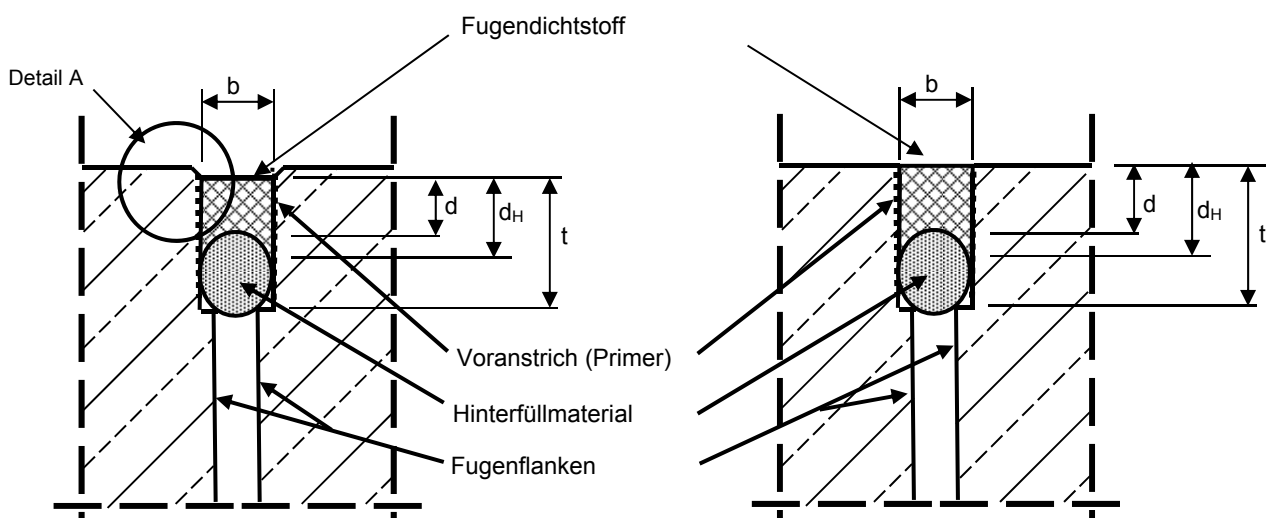 Fugendichtstoff
Detail A
b
b
d
dH
t
d
dH
t
Voranstrich (Primer)
Hinterfüllmaterial
Fugenflanken